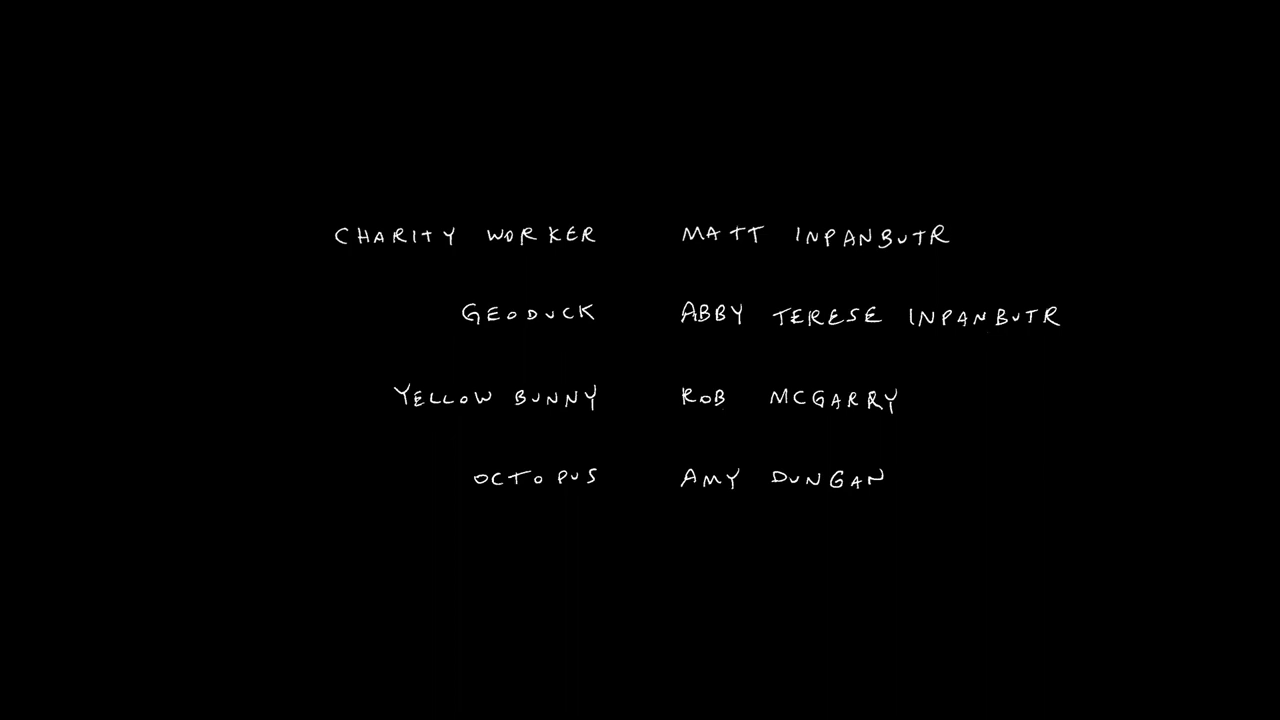 CHARITY WORKER MATT INPANBUTR
GEODUCK ABBY TERESE INPANBUTR
YELLOW BUNNY ROB MCGARRY
OCTOPUS AMY DUNGAN